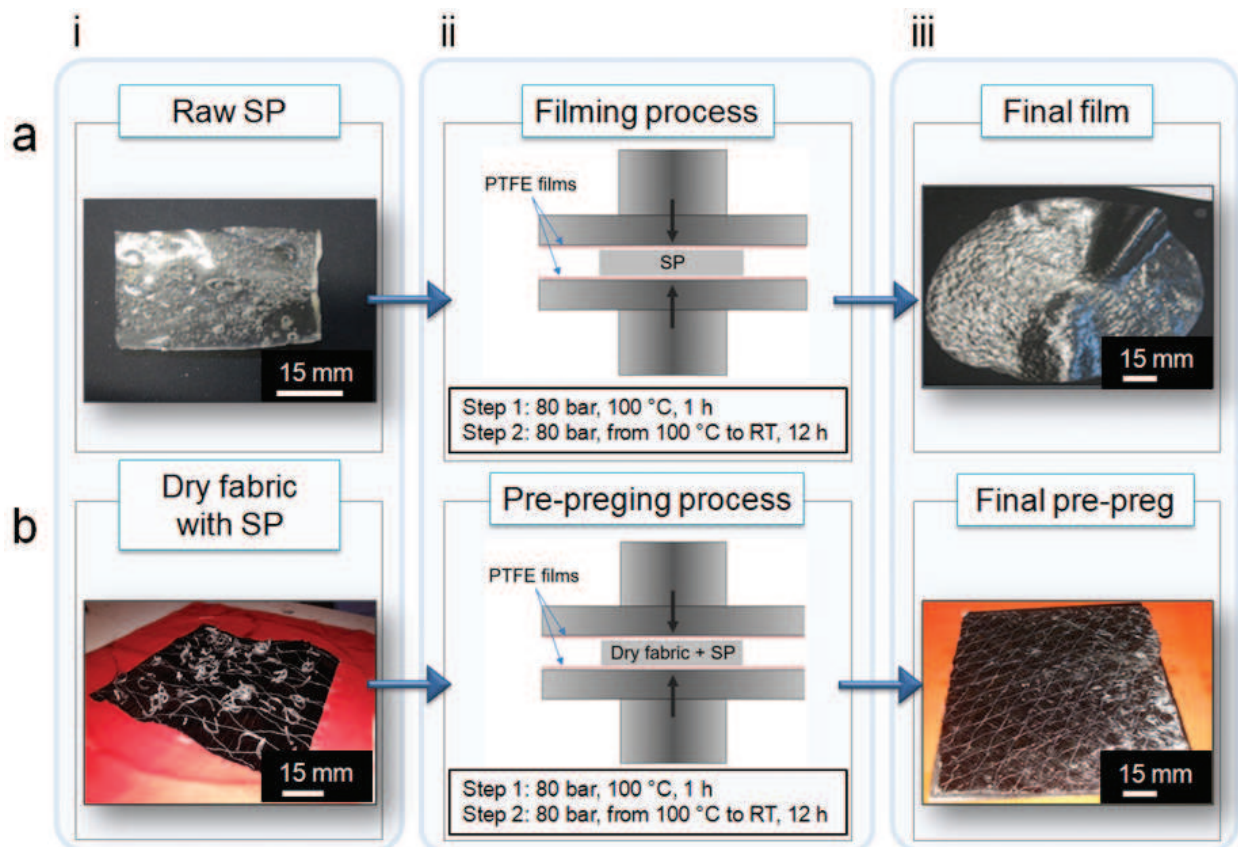 i
ii
iii
a
Raw SP
15 mm
Filming process
PTFE films
SP
Step 1: 80 bar, 100 °C, 1 h
Step 2: 80 bar, from 100 °C to RT, 12 h
Final film
15 mm
b
Dry fabric
with SP
15 mm
Pre-preging process
PTFE films
Dry fabric + SP
Step 1: 80 bar, 100 °C, 1 h
Step 2: 80 bar, from 100 °C to RT, 12 h
Final pre-preg
15 mm